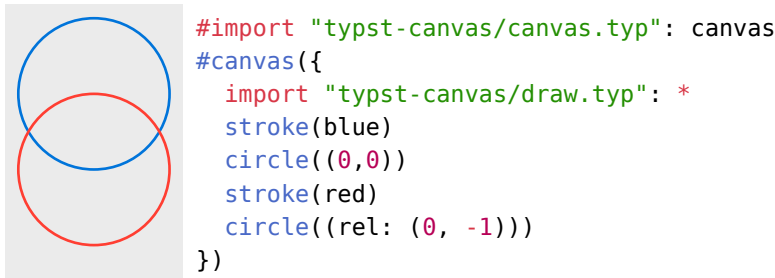 #import "typst-canvas/canvas.typ": canvas
#canvas({
  import "typst-canvas/draw.typ": *
  stroke(blue)
  circle((0,0))
  stroke(red)
  circle((rel: (0, -1)))
})